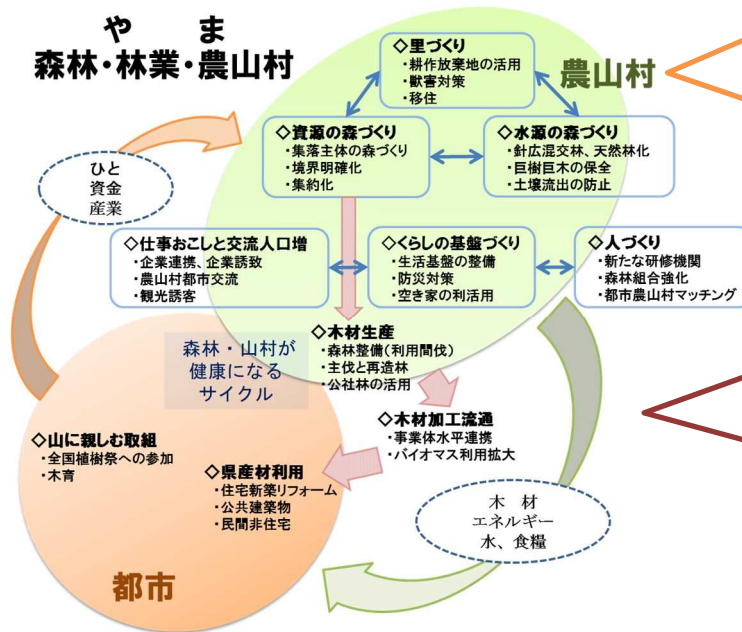 や　ま
森林・林業・農山村
農山村
◇里づくり
・耕作放棄地の活用
・獣害対策
・移住
◇資源の森づくり
・集落主体の森づくり
・境界明確化
・集約化
◇水源の森づくり
・針広混交林、天然林化
・巨樹巨木の保全
・土壌流出の防止
ひと
資金
産業
◇仕事おこしと交流人口増
・企業連携、企業誘致
・農山村都市交流
・観光誘客
◇くらしの基盤づくり
・生活基盤の整備
・防災対策
・空き家の利活用
◇人づくり
・新たな研修機関
・森林組合強化
・都市農山村マッチング
森林・山村が
健康になる
サイクル
◇木材生産
・森林整備(利用間伐)
・主伐と再造林
・公社林の活用
◇木材加工流通
・事業体水平連携
・バイオマス利用拡大
◇山に親しむ取組
・全国植樹祭への参加
・木育
◇県産材利用
・住宅新築リフォーム
・公共建築物
・民間非住宅
木　材
エネルギー
水、食糧
都市